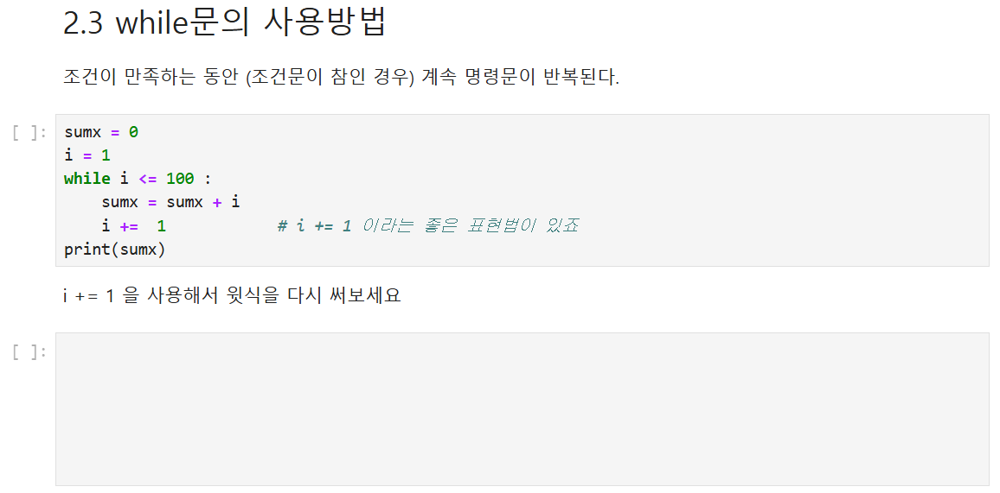 2.3 while문의 사용방법
조건이 만족하는 동안 (조건문이 참인 경우) 계속 명령문이 반복된다.
[ ]:
sumx = 0
i = 1
while i <= 100 :
    sumx = sumx + i
    i +=  1            # i += 1 이라는 좋은 표현법이 있죠
print(sumx)
i += 1 을 사용해서 윗식을 다시 써보세요
[ ]: